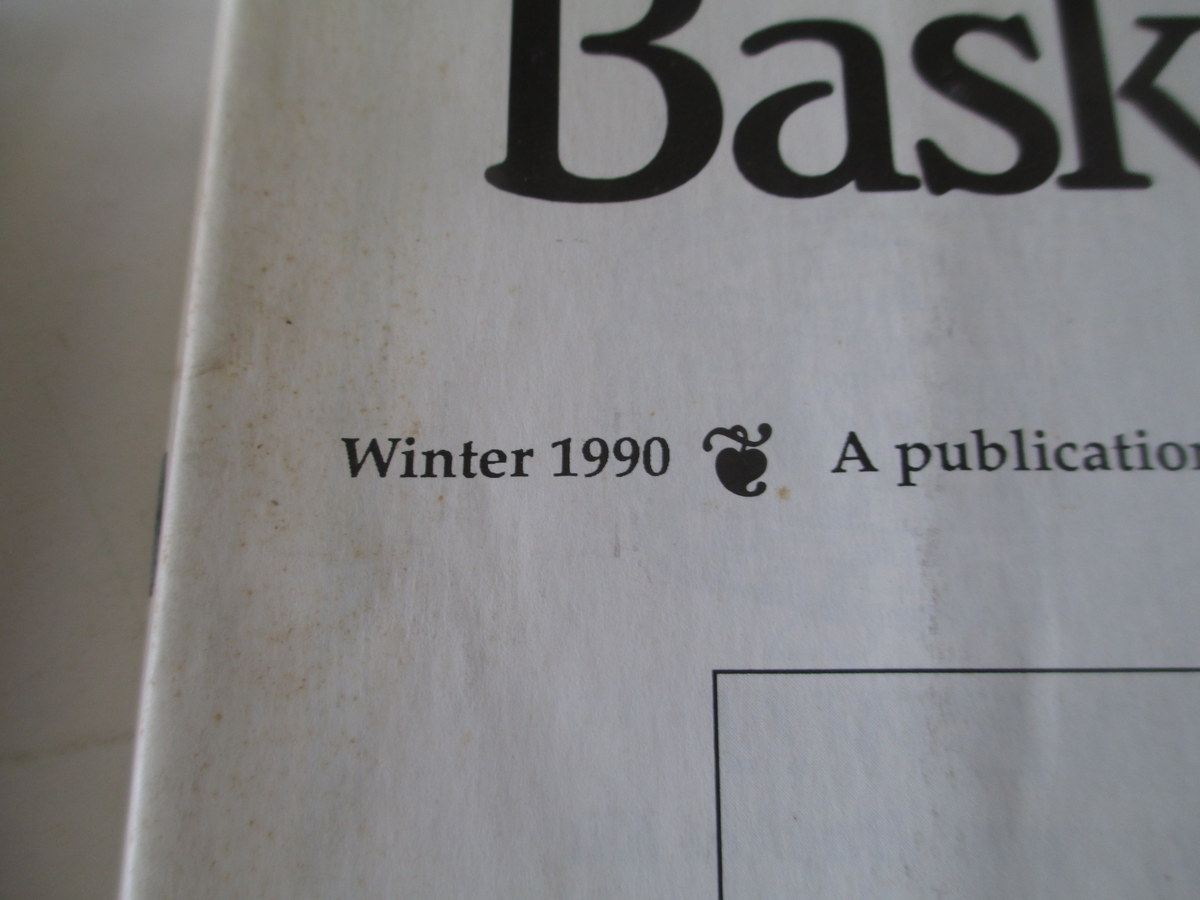 Bask
Winter 1990 ❦ A publication